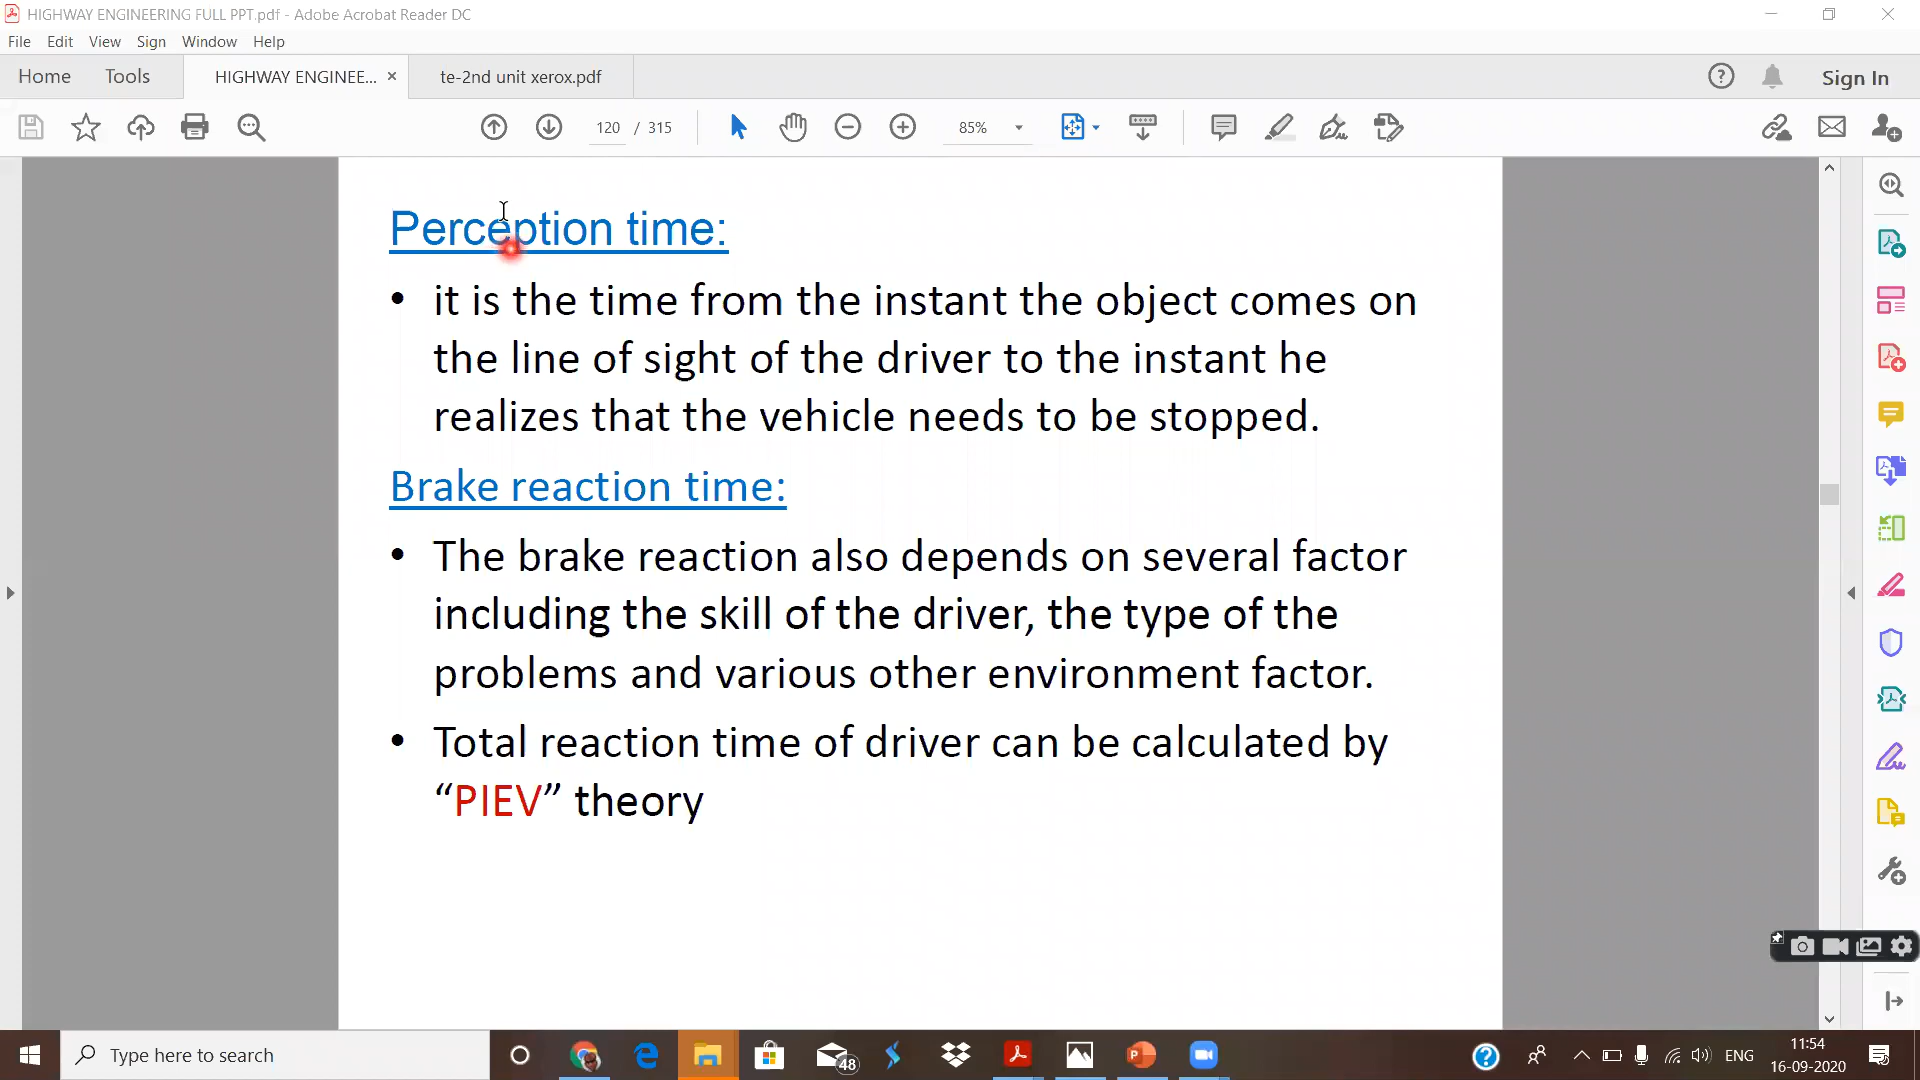 HIGHWAY ENGINEERING FULL PPT.pdf - Adobe Acrobat Reader DC
File Edit View Sign Window Help
Home Tools HIGHWAY ENGINEE... × te-2nd unit xerox.pdf Sign In
120 / 315 85%
Perception time:
• it is the time from the instant the object comes on
the line of sight of the driver to the instant he
realizes that the vehicle needs to be stopped.
Brake reaction time:
• The brake reaction also depends on several factor
including the skill of the driver, the type of the
problems and various other environment factor.
• Total reaction time of driver can be calculated by
“PIEV” theory
Type here to search 48 ENG 11:54
16-09-2020